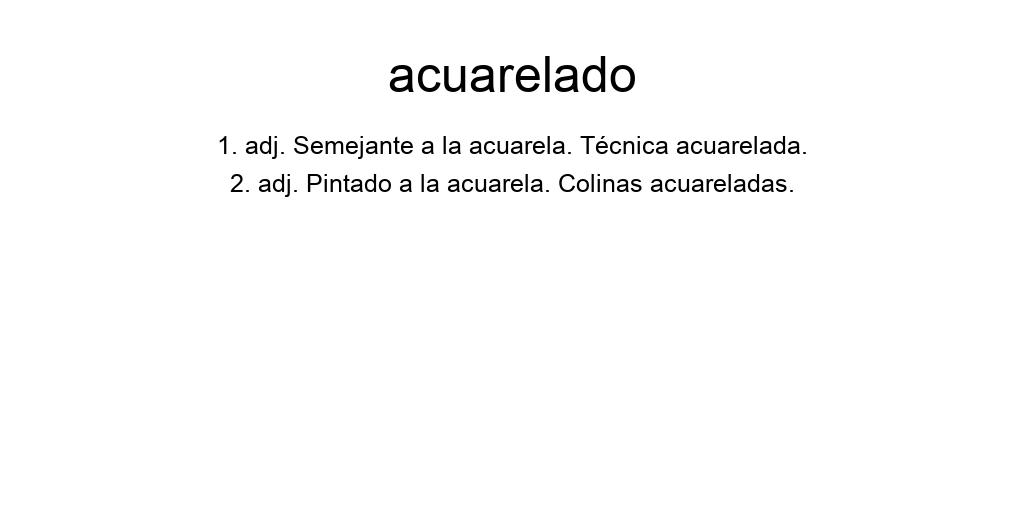 acuarelado
1. adj. Semejante a la acuarela. Técnica acuarelada.
2. adj. Pintado a la acuarela. Colinas acuareladas.